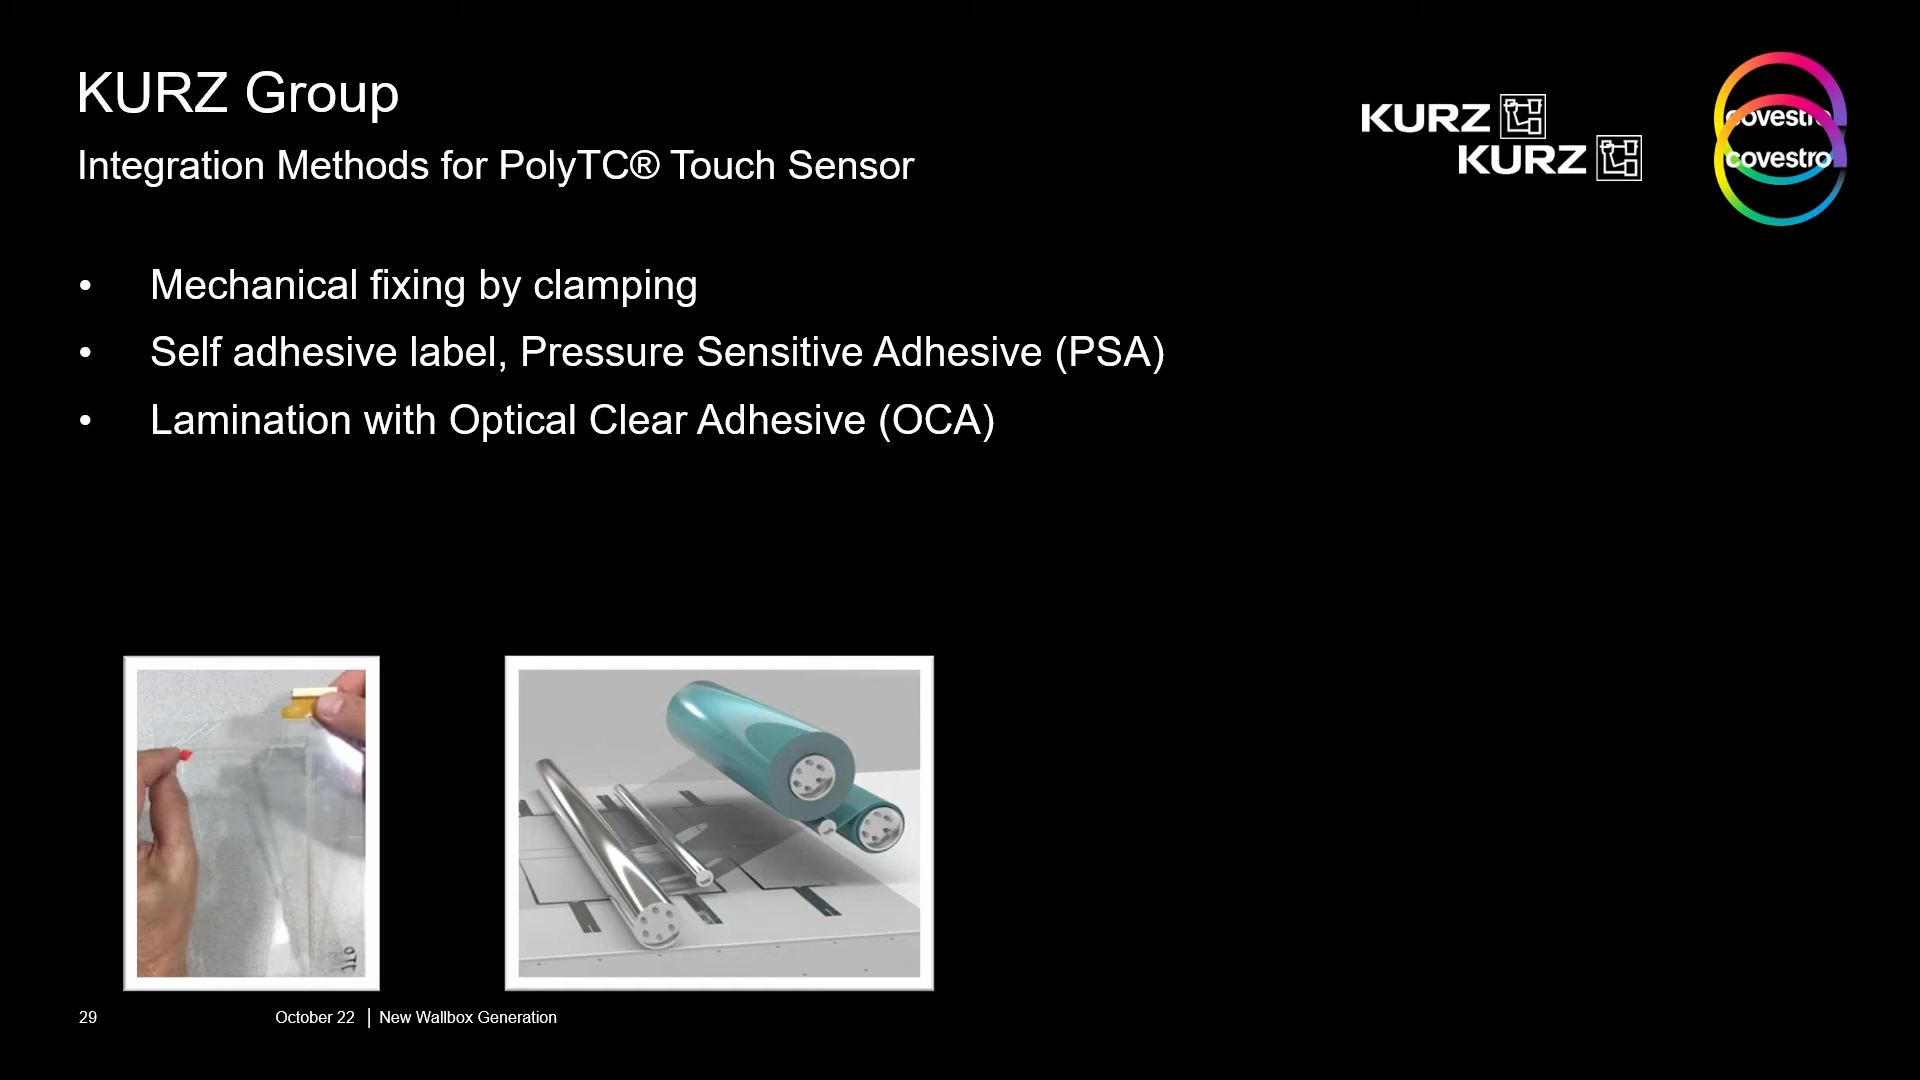 KURZ Group
Integration Methods for PolyTC® Touch Sensor
KURZ
KURZ
covestro
covestro
• Mechanical fixing by clamping
• Self adhesive label, Pressure Sensitive Adhesive (PSA)
• Lamination with Optical Clear Adhesive (OCA)
29
October 22 | New Wallbox Generation